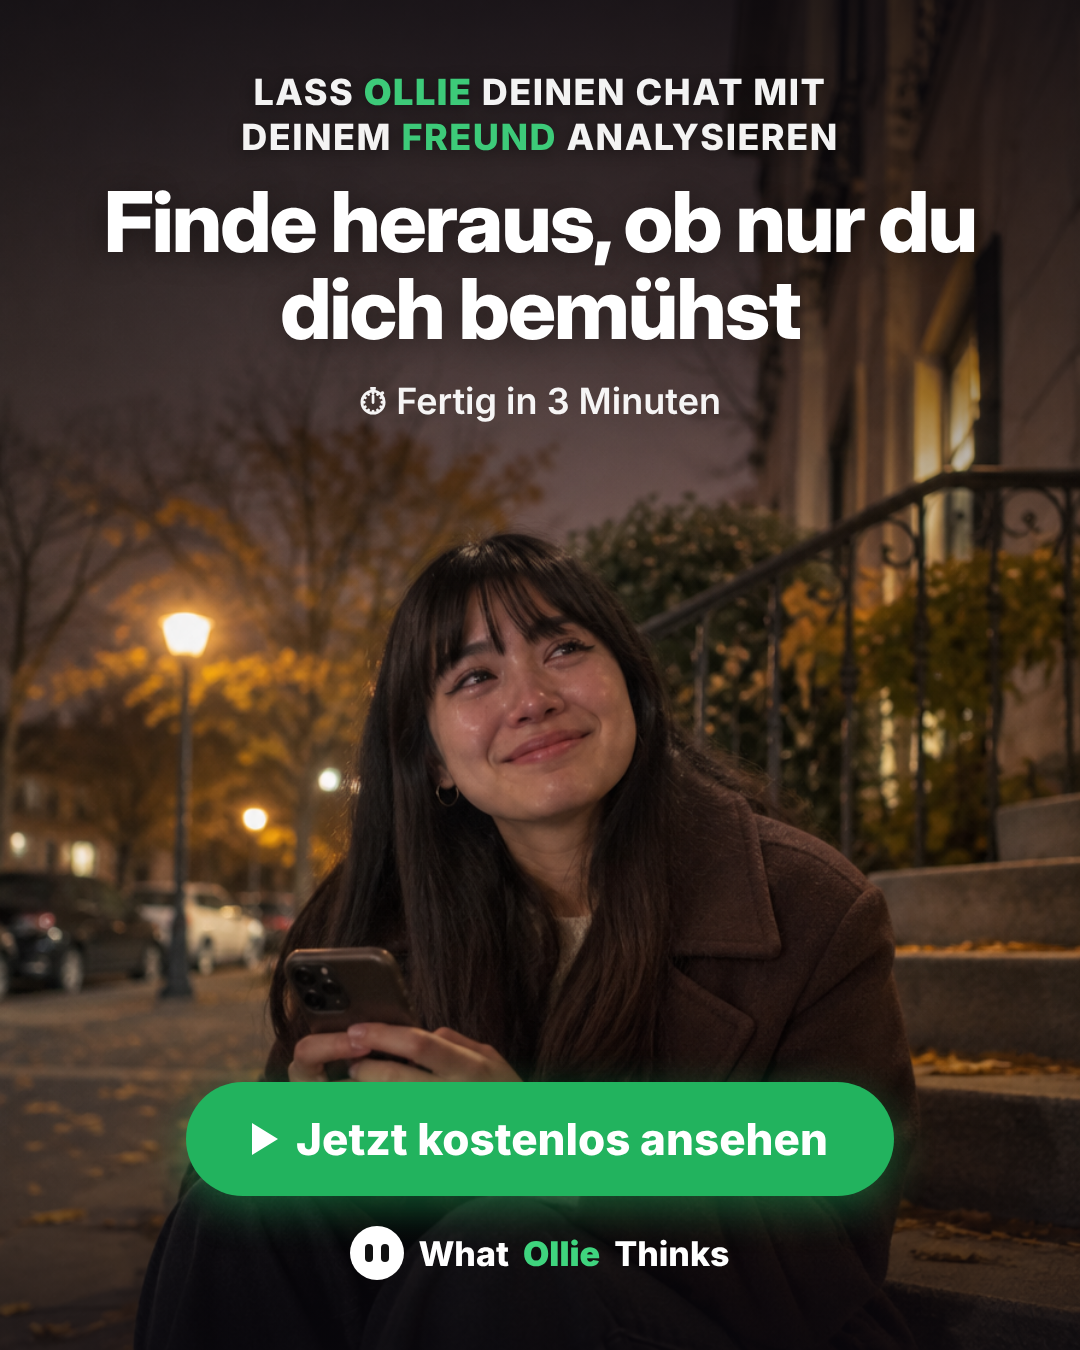 LASS OLLIE DEINEN CHAT MIT
DEINEM FREUND ANALYSIEREN
Finde heraus, ob nur du
dich bemühst
⏱ Fertig in 3 Minuten
▶ Jetzt kostenlos ansehen
What Ollie Thinks